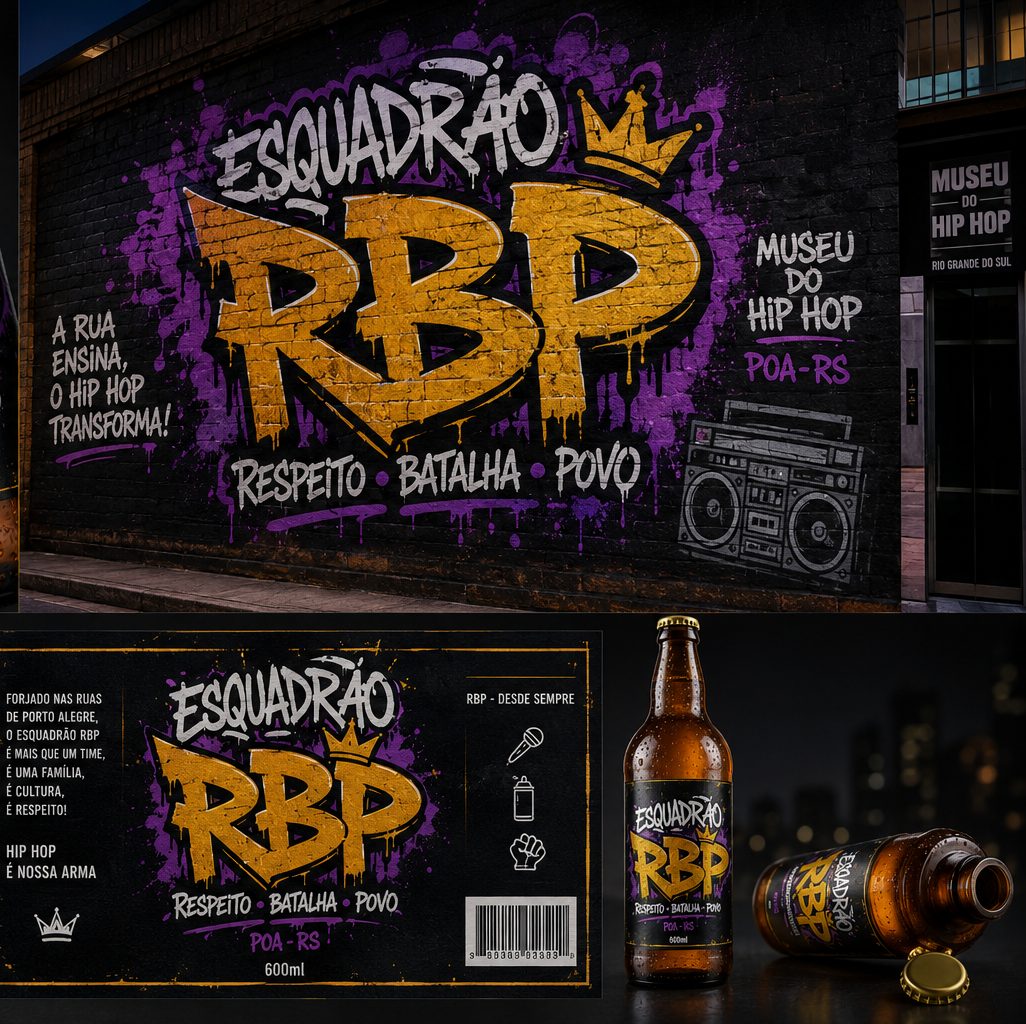 ESQUADRÃO
RBP
RESPEITO • BATALHA • POVO
A RUA
ENSINA,
O HIP HOP
TRANSFORMA!
MUSEU
DO
HIP HOP
POA-RS
MUSEU
DO
HIP HOP
RIO GRANDE DO SUL
FORJADO NAS RUAS
DE PORTO ALEGRE,
O ESQUADRÃO RBP
É MAIS QUE UM TIME,
É UMA FAMÍLIA,
É CULTURA,
É RESPEITO!
HIP HOP
É NOSSA ARMA
ESQUADRÃO
RBP
RESPEITO • BATALHA • POVO
POA - RS
600ml
RBP - DESDE SEMPRE
ESQUADRÃO
RBP
RESPEITO • BATALHA • POVO
POA - RS
600ml
ESQADRÃO
RBP